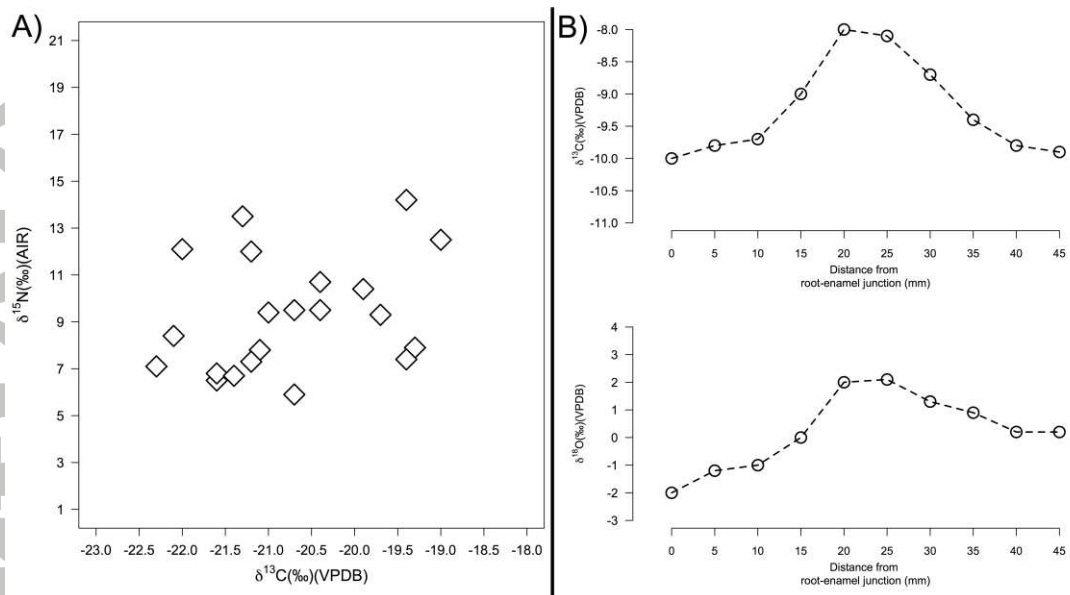 A)
21
19
17
15
13
11
9
7
5
3
1
δ15N(‰)(AIR)
-23.0 -22.5 -22.0 -21.5 -21.0 -20.5 -20.0 -19.5 -19.0 -18.5 -18.0
δ13C(‰)(VPDB)
B)
-8.0
-8.5
-9.0
-9.5
-10.0
-10.5
-11.0
δ13C(‰)(VPDB)
0 5 10 15 20 25 30 35 40 45
Distance from
root-enamel junction (mm)
4
3
2
1
0
-1
-2
-3
δ18O(‰)(VPDB)
0 5 10 15 20 25 30 35 40 45
Distance from
root-enamel junction (mm)